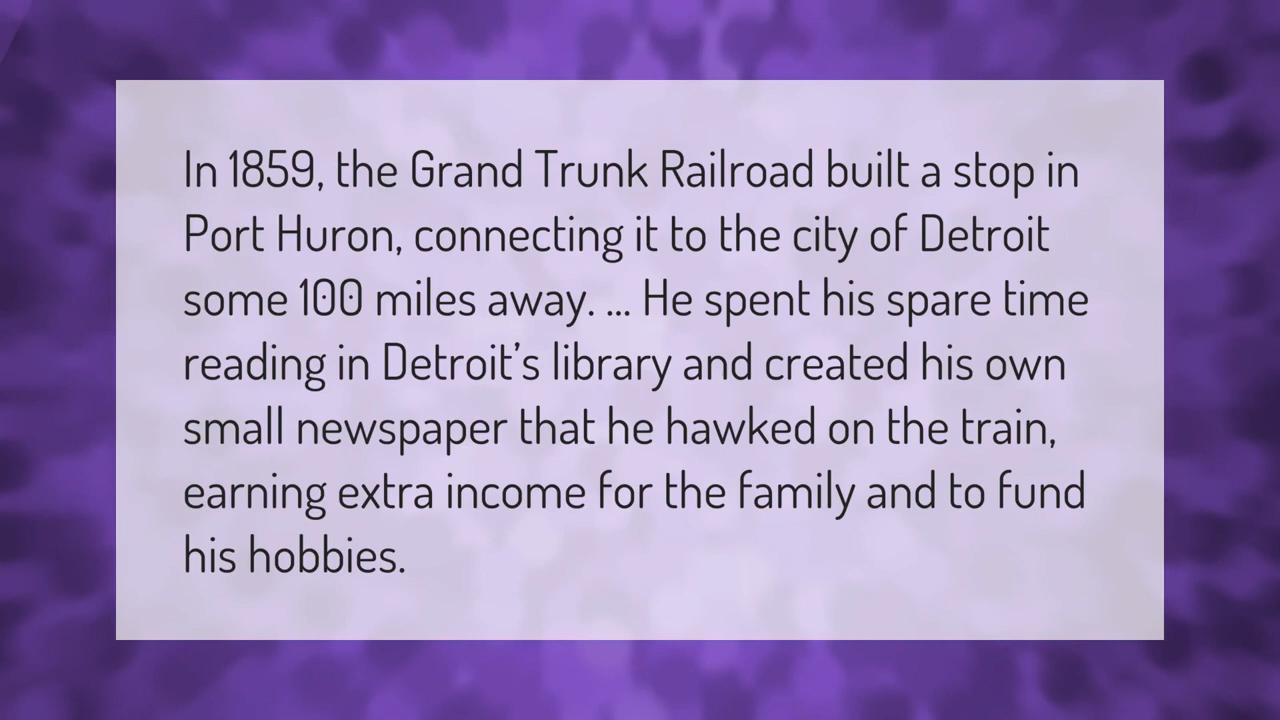 In 1859, the Grand Trunk Railroad built a stop in
Port Huron, connecting it to the city of Detroit
some 100 miles away. ... He spent his spare time
reading in Detroit’s library and created his own
small newspaper that he hawked on the train,
earning extra income for the family and to fund
his hobbies.